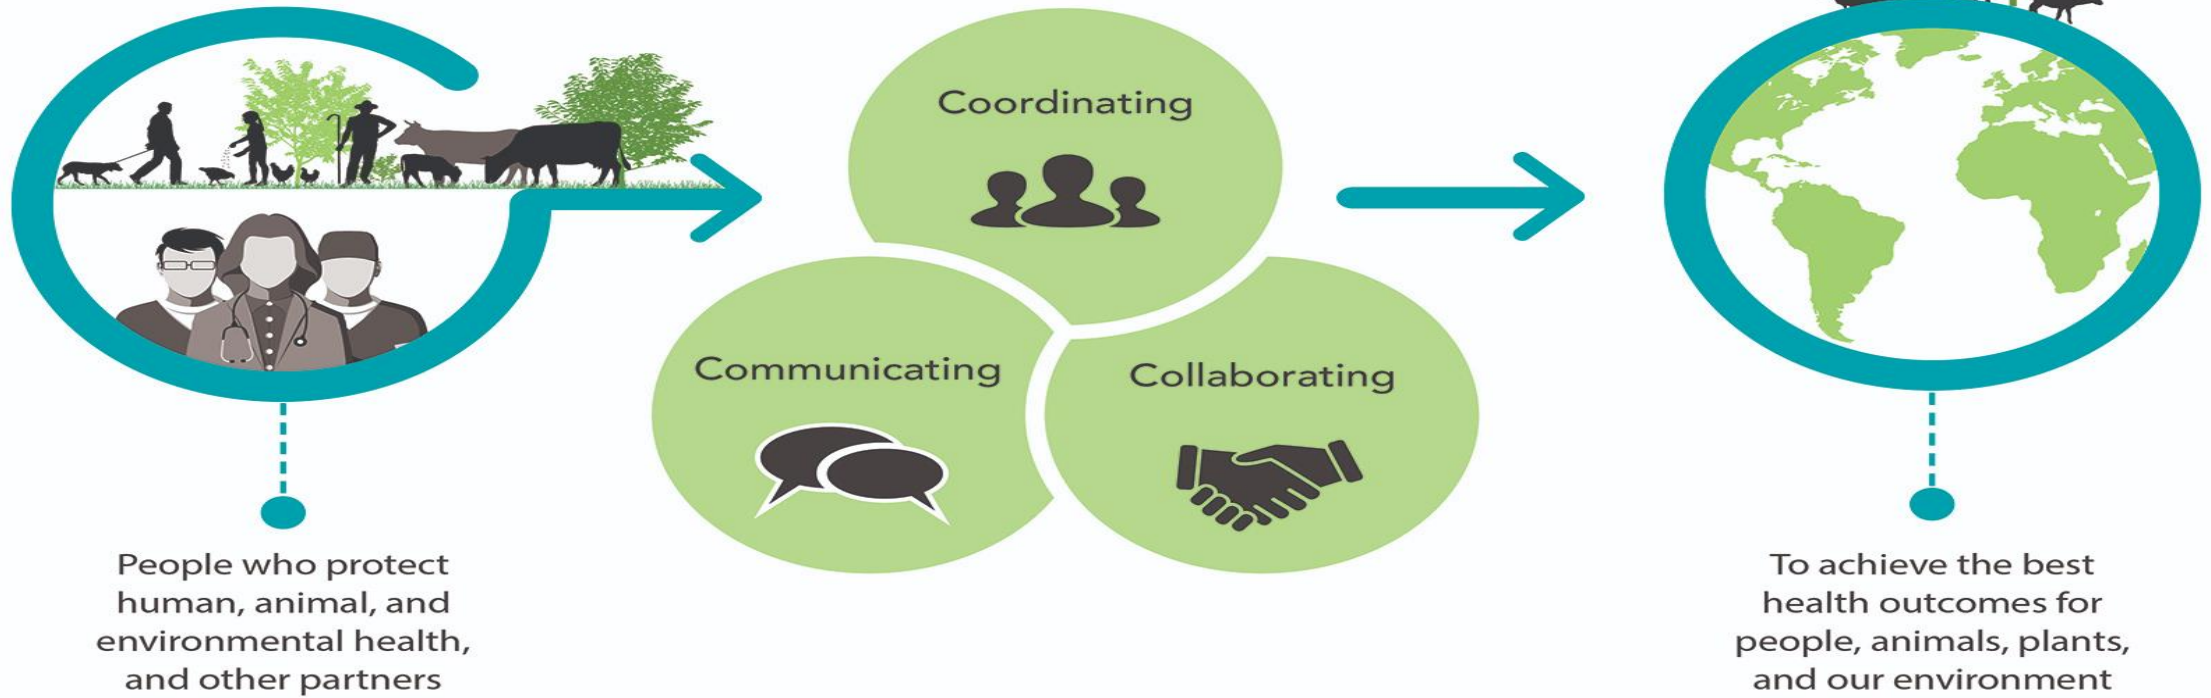 Coordinating
Communicating
Collaborating
People who protect
human, animal, and
environmental health,
and other partners
To achieve the best
health outcomes for
people, animals, plants,
and our environment